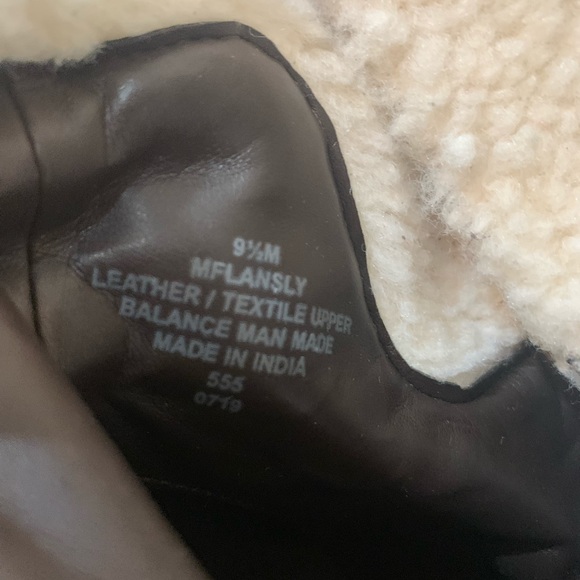 9½M
MFLANSLY
LEATHER / TEXTILE UPPER
BALANCE MAN MADE
MADE IN INDIA
555
0719